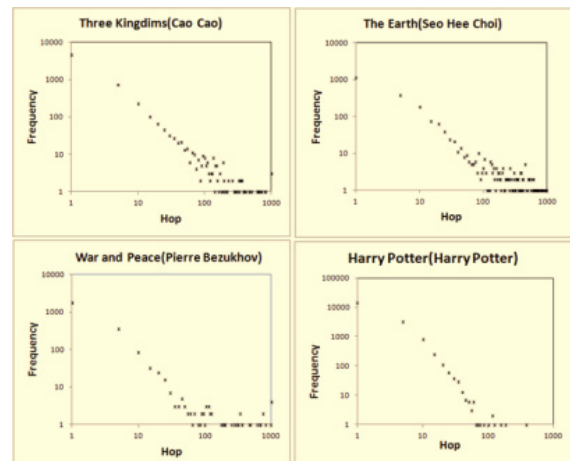 Three Kingdims(Cao Cao)
10000
1000
100
10
1
Frequency
1 10 100 1000
Hop
The Earth(Seo Hee Choi)
10000
1000
100
10
1
Frequency
1 10 100 1000
Hop
War and Peace(Pierre Bezukhov)
10000
1000
100
10
1
Frequency
1 10 100 1000
Hop
Harry Potter(Harry Potter)
100000
10000
1000
100
10
1
Frequency
1 10 100 1000
Hop